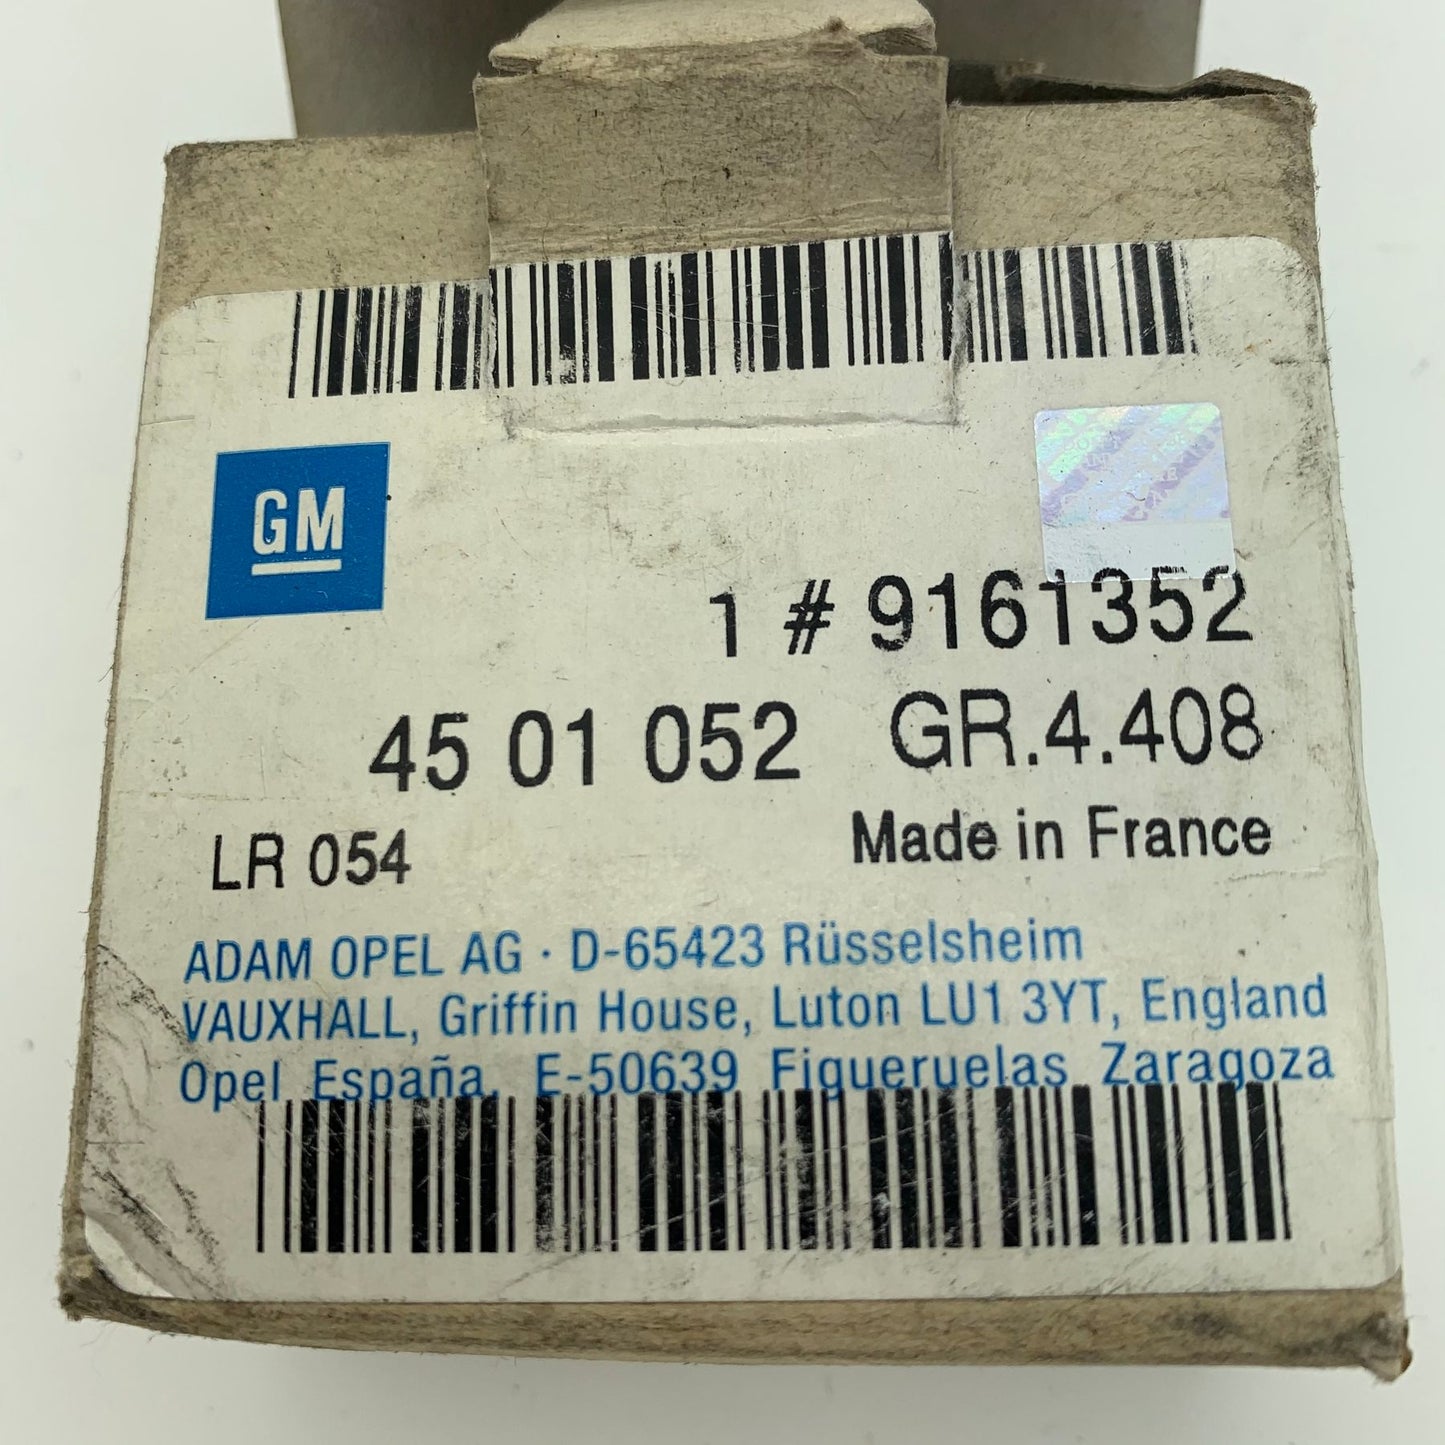 GM
1 # 9161352
45 01 052 GR.4.408
LR 054 Made in France
ADAM OPEL AG · D-65423 Rüsselsheim
VAUXHALL, Griffin House, Luton LU1 3YT, England
Opel España, E-50639 Figueruelas Zaragoza